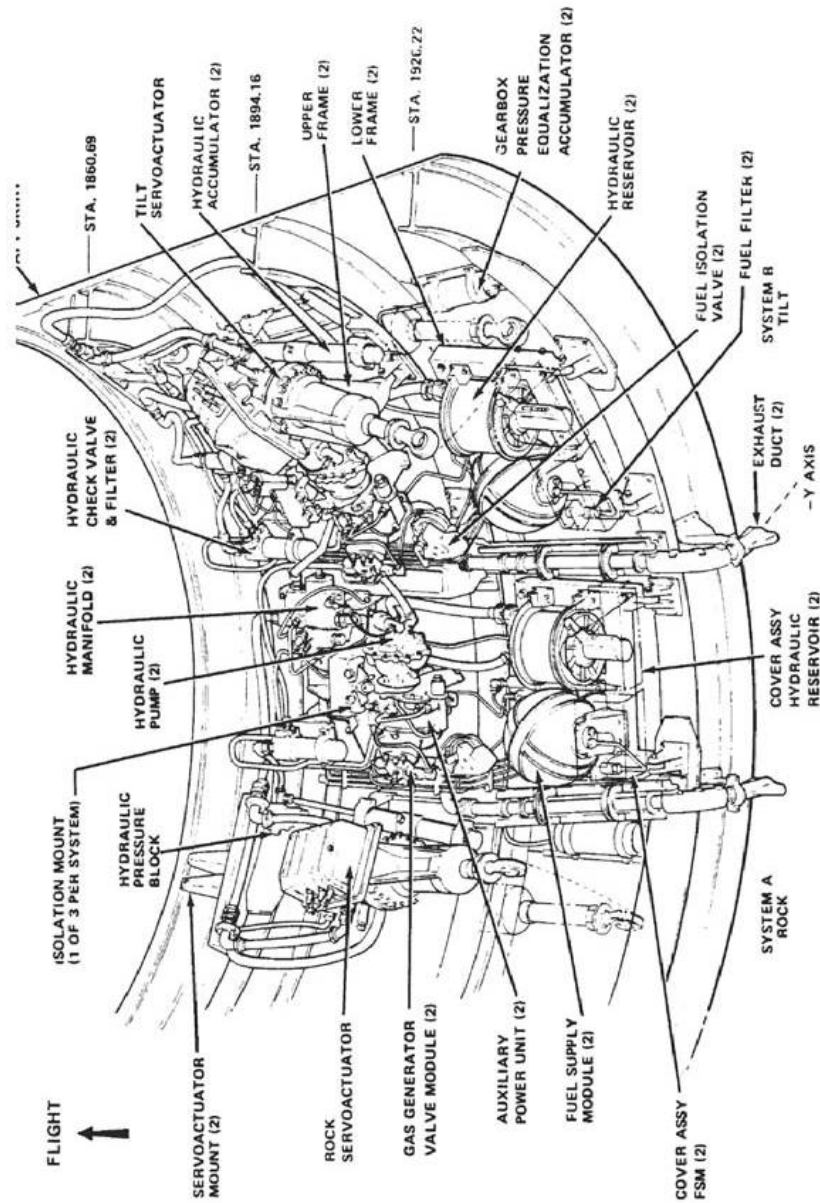 FLIGHT
SERVOACTUATOR
MOUNT (2)
ROCK
SERVOACTUATOR
GAS GENERATOR
VALVE MODULE (2)
AUXILIARY
POWER UNIT (2)
FUEL SUPPLY
MODULE (2)
COVER ASSY
FSM (2)
ISOLATION MOUNT
(1 OF 3 PER SYSTEM)
HYDRAULIC
PRESSURE
BLOCK
HYDRAULIC
PUMP (2)
HYDRAULIC
MANIFOLD (2)
HYDRAULIC
CHECK VALVE
& FILTER (2)
STA. 1860.69
TILT
SERVOACTUATOR
HYDRAULIC
ACCUMULATOR (2)
STA. 1894.16
UPPER
FRAME (2)
LOWER
FRAME (2)
STA. 1926.22
GEARBOX
PRESSURE
EQUALIZATION
ACCUMULATOR (2)
HYDRAULIC
RESERVOIR (2)
FUEL ISOLATION
VALVE (2)
FUEL FILTER (2)
SYSTEM B
TILT
EXHAUST
DUCT (2)
–Y AXIS
COVER ASSY
HYDRAULIC
RESERVOIR (2)
SYSTEM A
ROCK